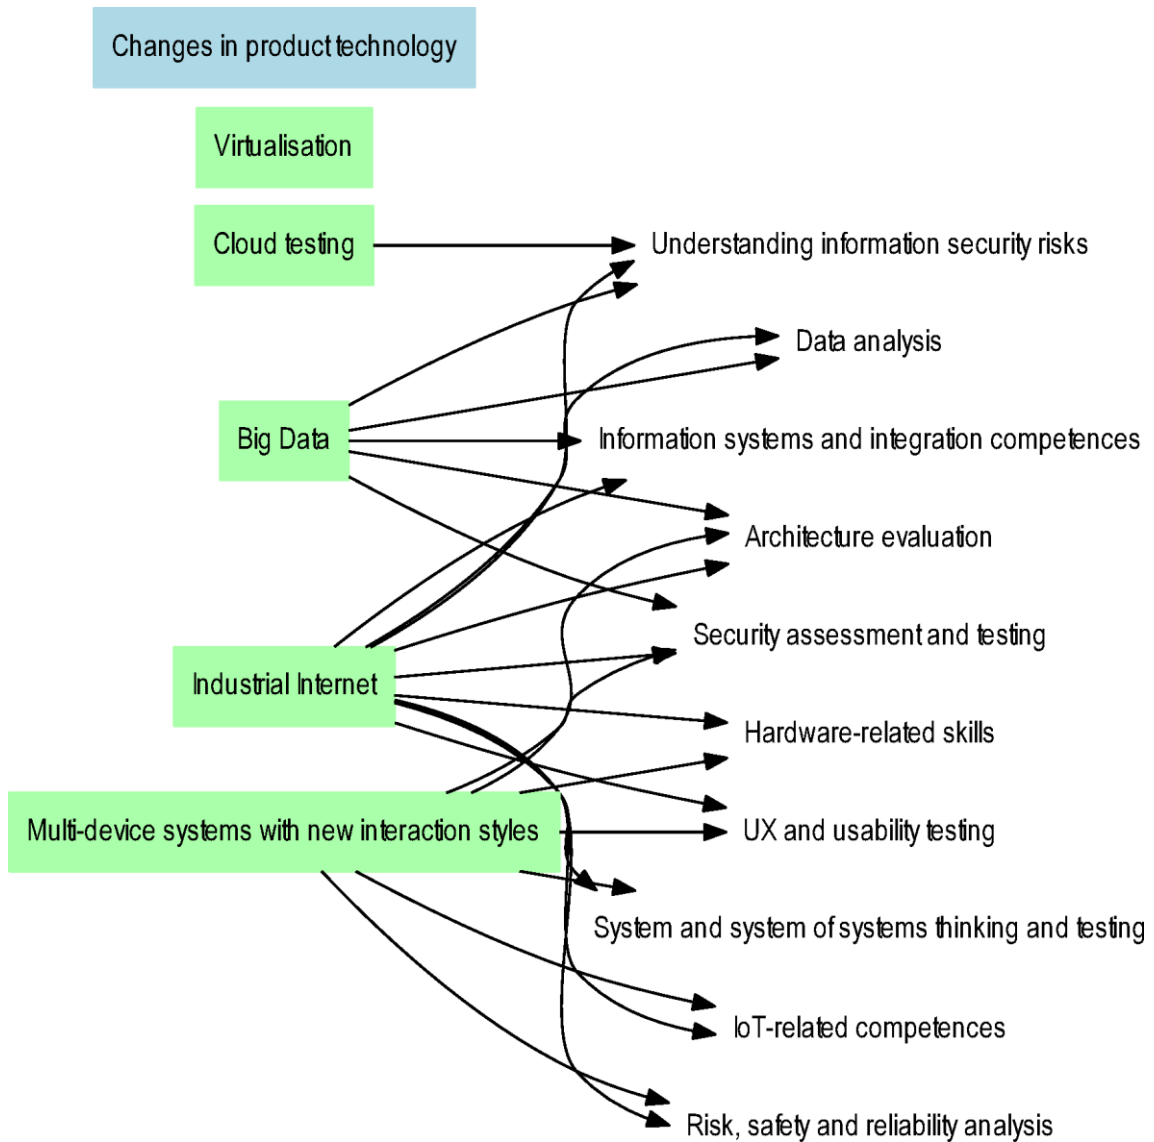 Changes in product technology
Virtualisation
Cloud testing
Understanding information security risks
Data analysis
Big Data
Information systems and integration competences
Architecture evaluation
Security assessment and testing
Industrial Internet
Hardware-related skills
Multi-device systems with new interaction styles
UX and usability testing
System and system of systems thinking and testing
IoT-related competences
Risk, safety and reliability analysis